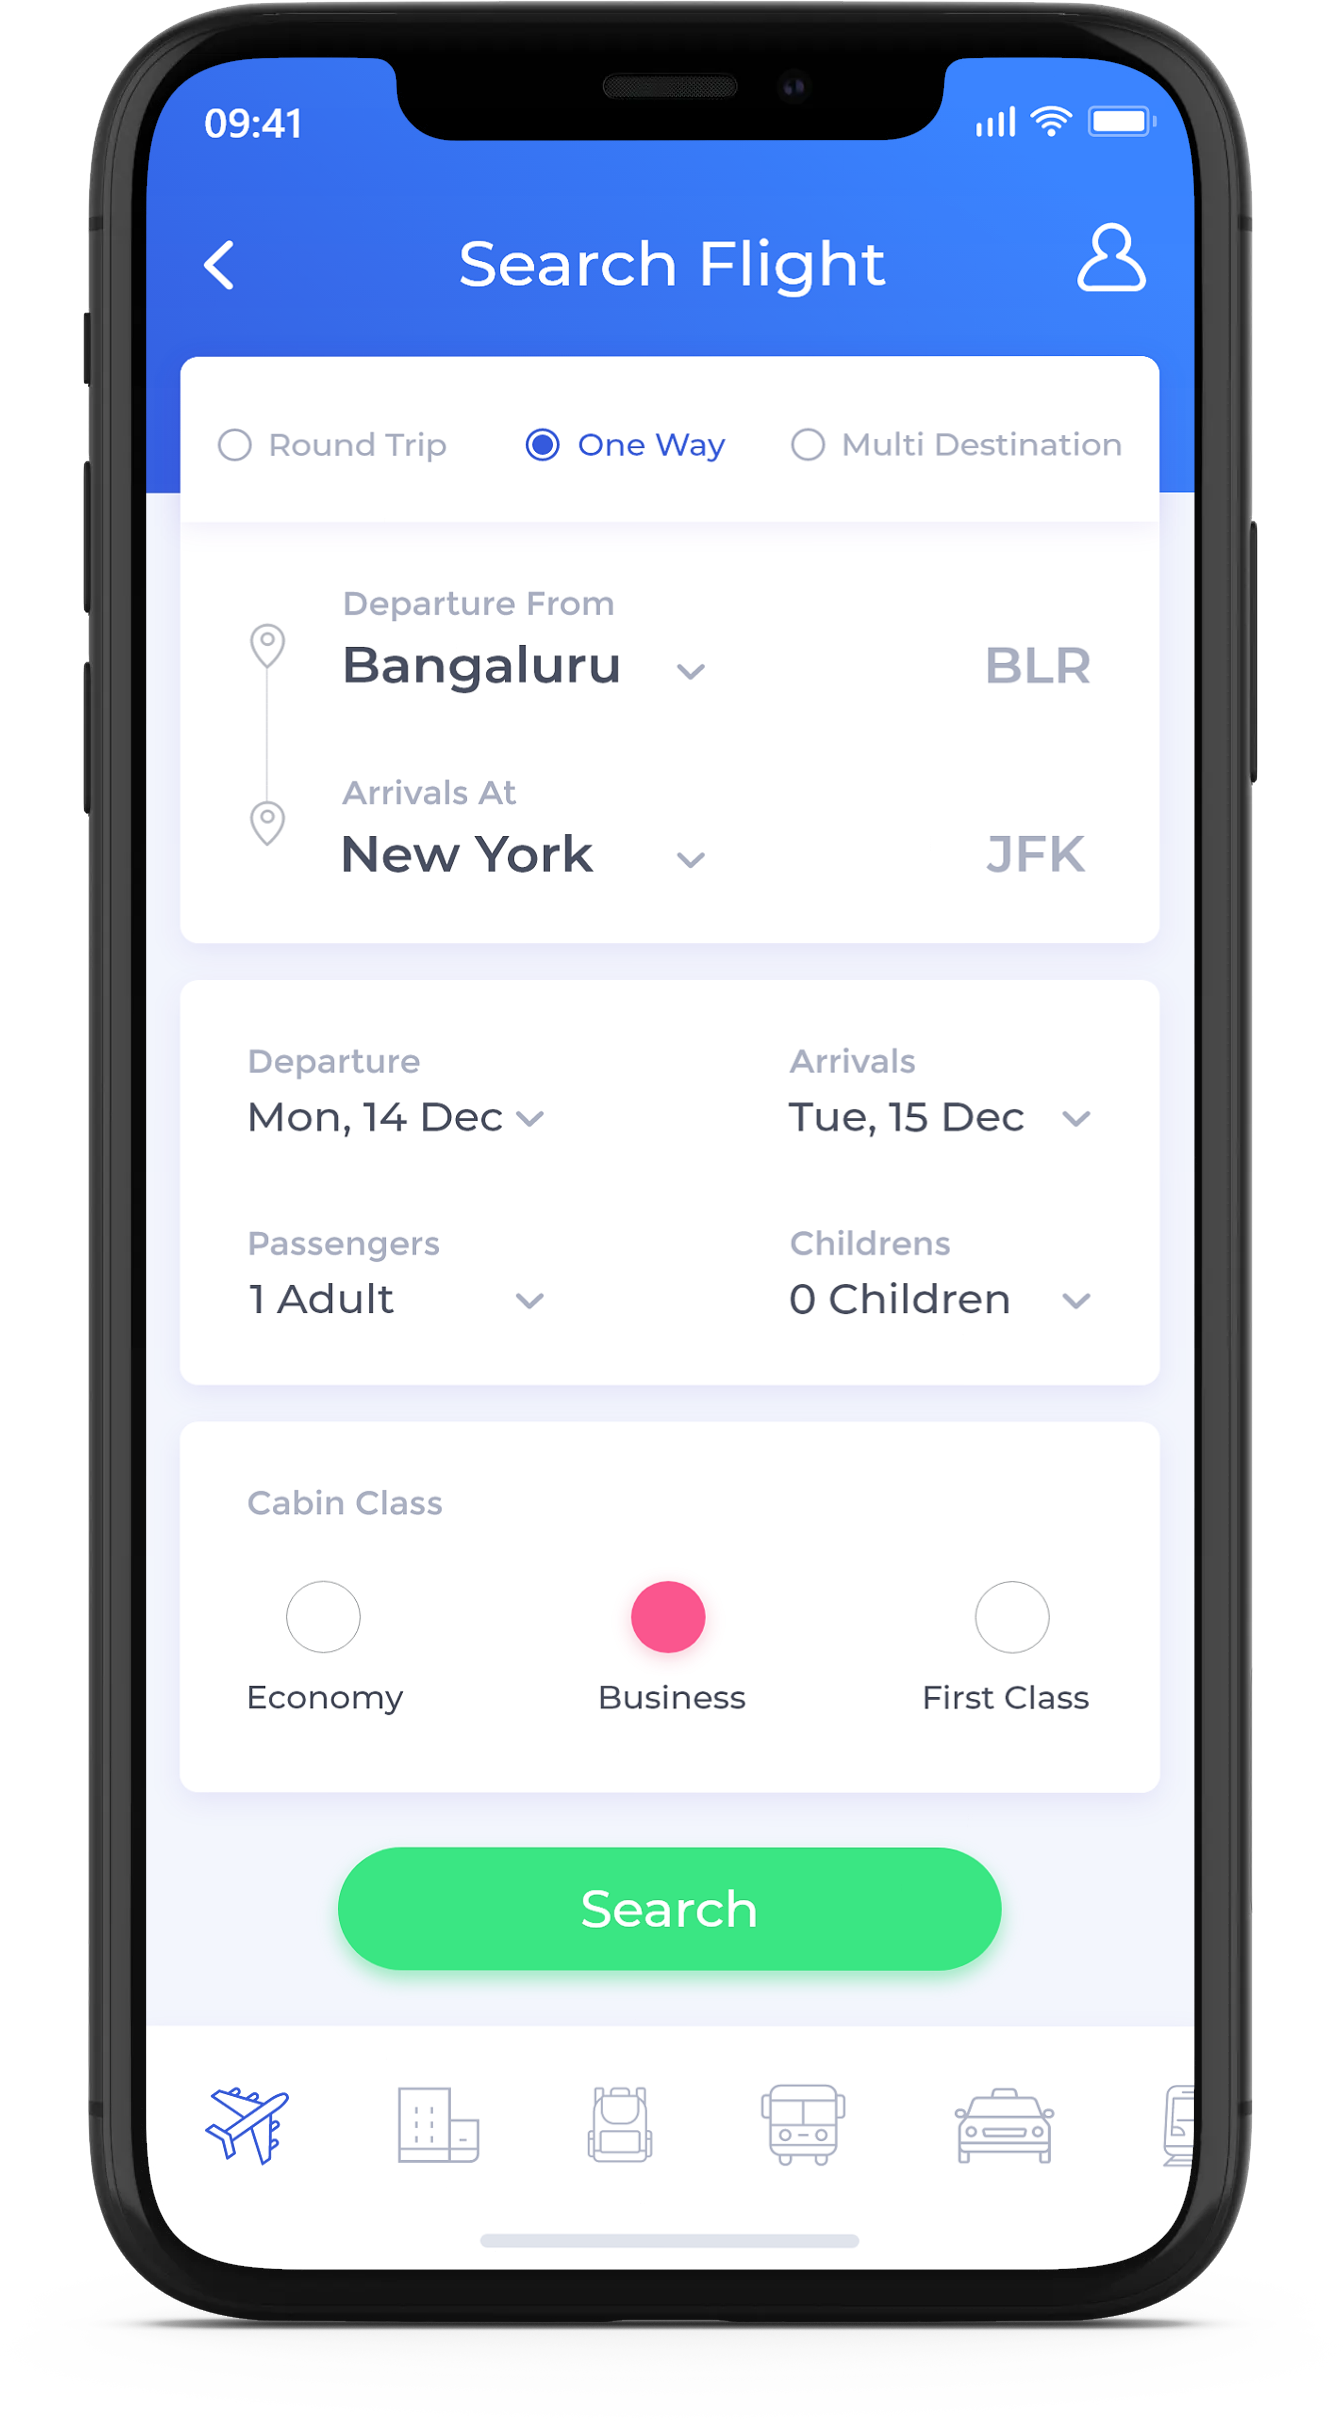 09:41
Search Flight
Round Trip One Way Multi Destination
Departure From
Bangaluru BLR
Arrivals At
New York JFK
Departure Arrivals
Mon, 14 Dec Tue, 15 Dec
Passengers Childrens
1 Adult 0 Children
Cabin Class
Economy Business First Class
Search